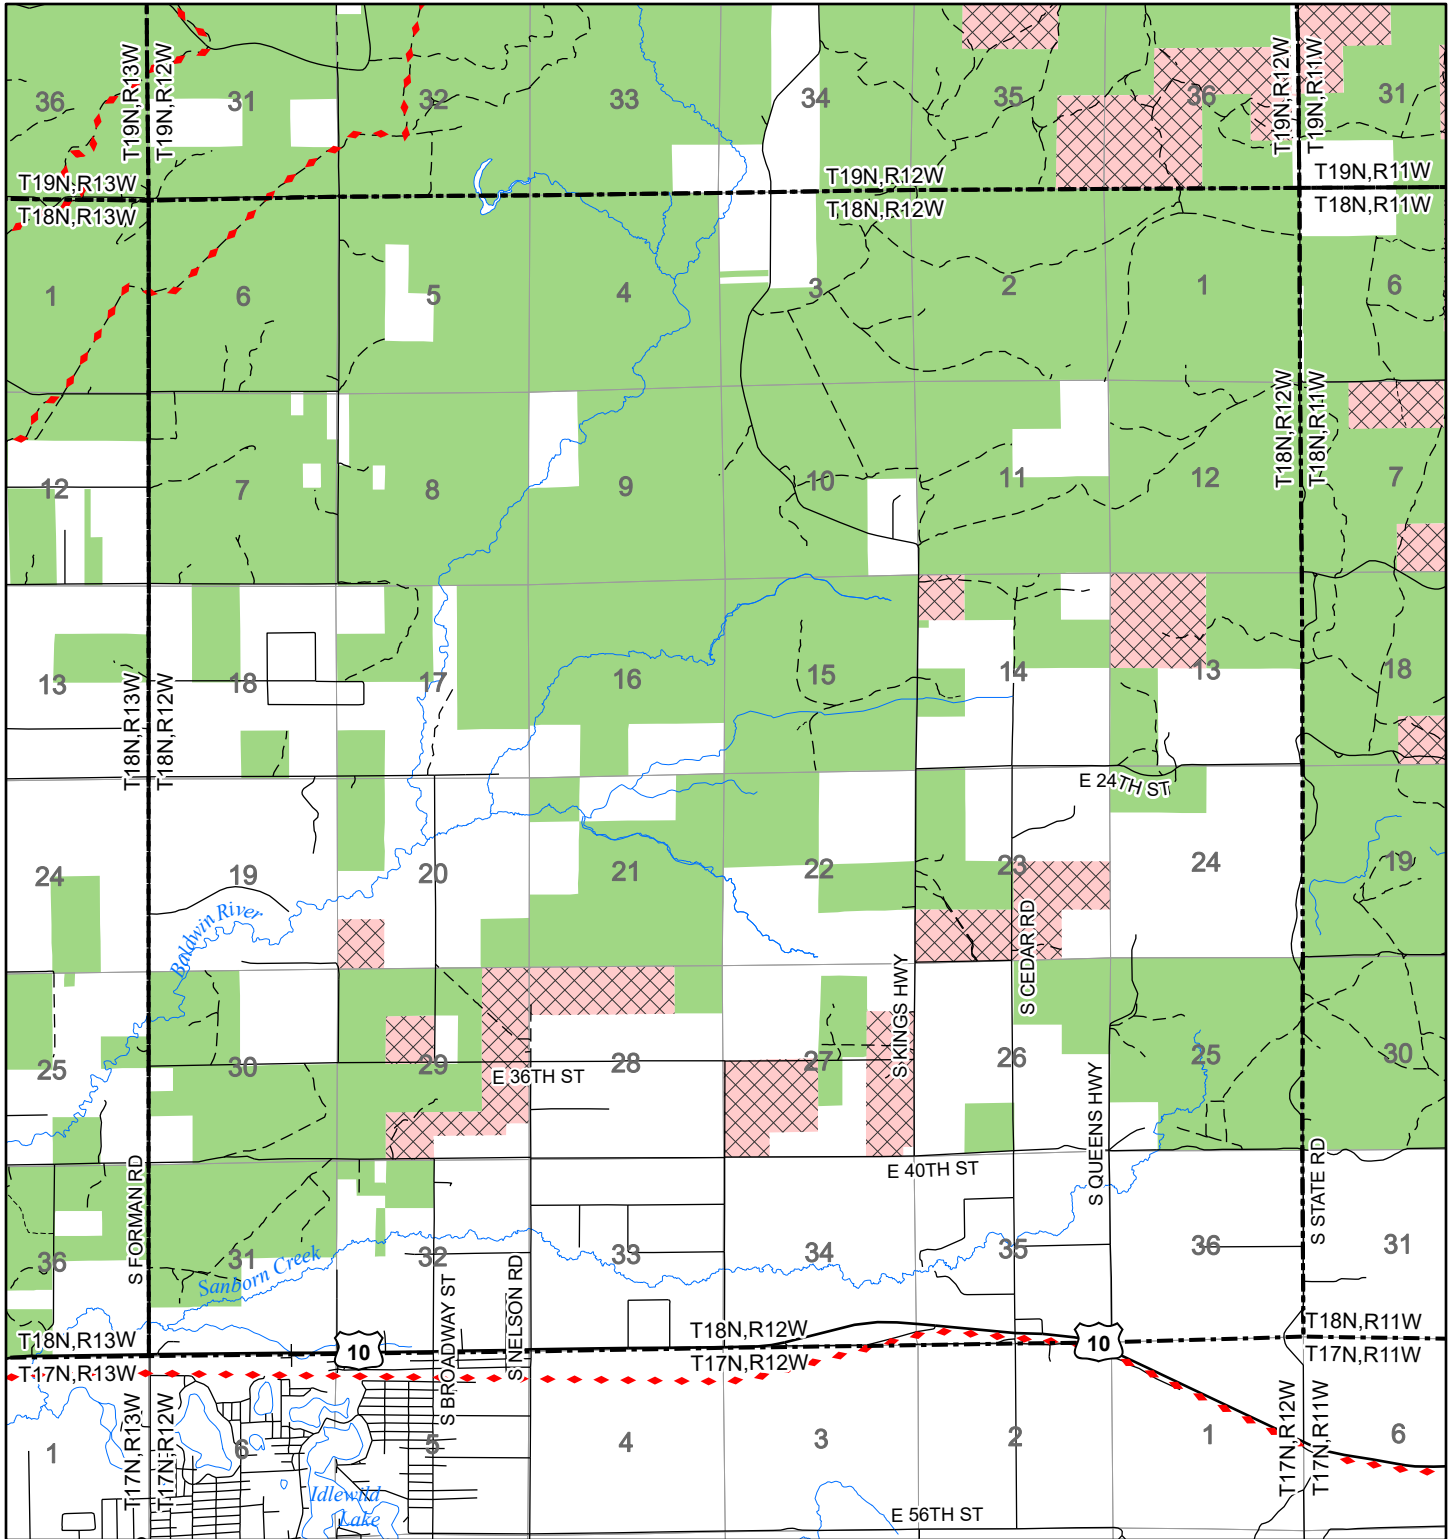 36
31
32
33
34
35
36
31
T19N,R13W
T19N,R12W
T19N,R12W
T19N,R11W
T19N,R13W
T18N,R13W
T19N,R12W
T18N,R12W
T19N,R11W
T18N,R11W
1
6
5
4
3
2
1
6
T18N,R12W
T18N,R11W
12
7
8
9
10
11
12
7
13
18
17
16
15
14
13
18
T18N,R13W
T18N,R12W
E 24TH ST
24
19
20
21
22
23
24
19
Baldwin River
S KINGS HWY
S CEDAR RD
25
30
29
28
27
26
25
30
E 36TH ST
S QUEENS HWY
E 40TH ST
S FORMAN RD
S STATE RD
36
31
32
33
34
35
36
31
Sanborn Creek
S BROADWAY ST
S NELSON RD
T18N,R13W
T17N,R13W
10
T18N,R12W
T17N,R12W
10
T18N,R11W
T17N,R11W
T17N,R13W
T17N,R12W
T17N,R12W
T17N,R11W
1
6
5
4
3
2
1
6
Idlewild
Lake
E 56TH ST